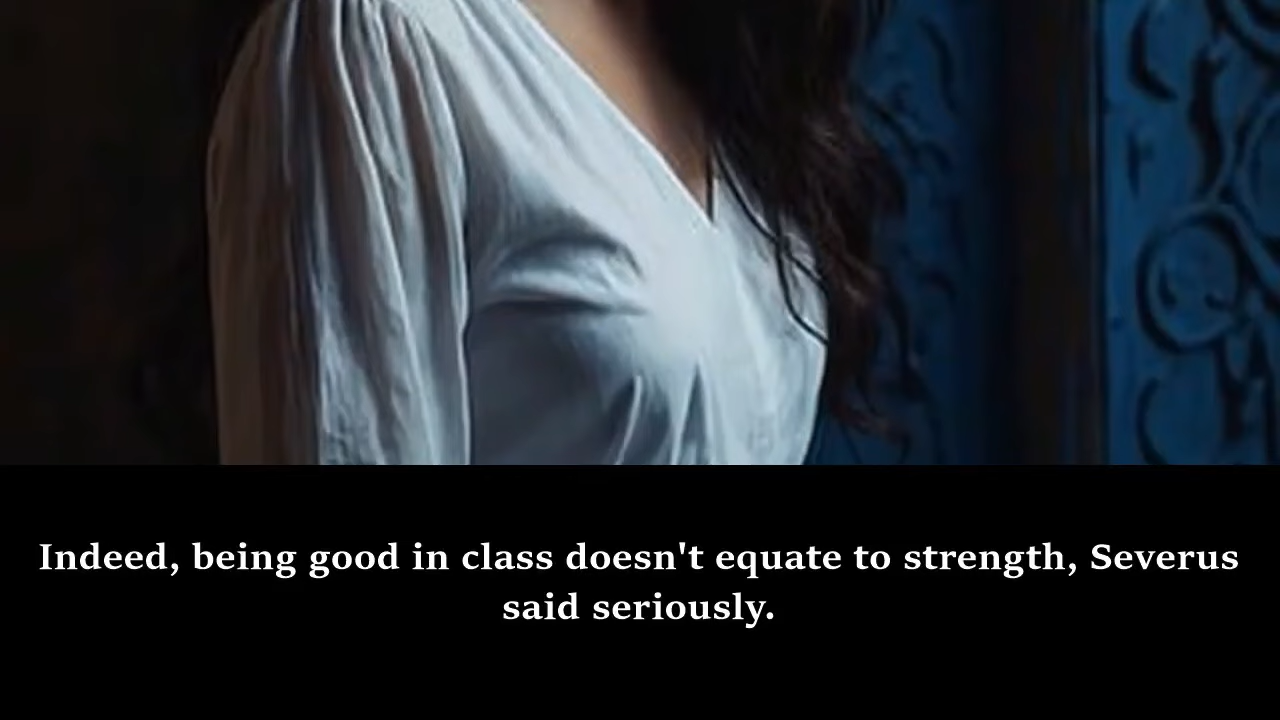 Indeed, being good in class doesn't equate to strength, Severus
said seriously.